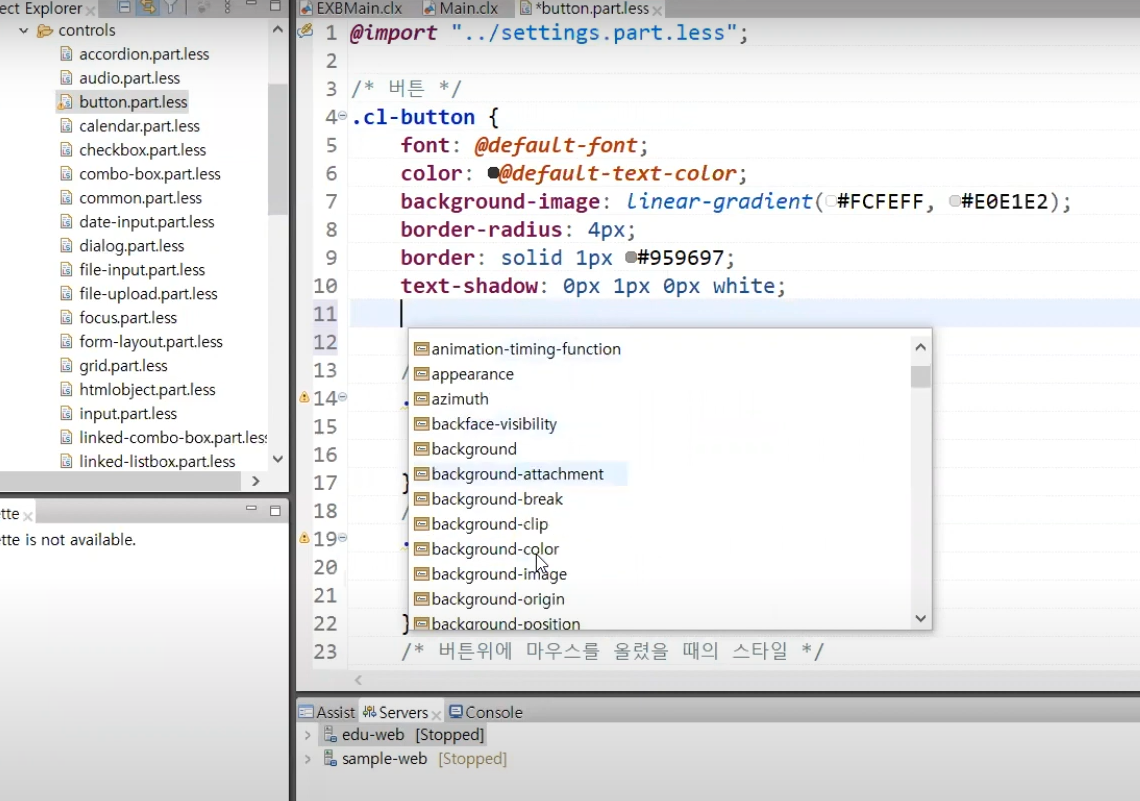 ect Explorer
controls
accordion.part.less
audio.part.less
button.part.less
calendar.part.less
checkbox.part.less
combo-box.part.less
common.part.less
date-input.part.less
dialog.part.less
file-input.part.less
file-upload.part.less
focus.part.less
form-layout.part.less
grid.part.less
htmlobject.part.less
input.part.less
linked-combo-box.part.les
linked-listbox.part.less
tte
tte is not available.
EXBMain.clx Main.clx *button.part.less
1 @import "../settings.part.less";
2
3 /* 버튼 */
4 .cl-button {
5 font: @default-font;
6 color: @default-text-color;
7 background-image: linear-gradient(#FCFEFF, #E0E1E2);
8 border-radius: 4px;
9 border: solid 1px #959697;
10 text-shadow: 0px 1px 0px white;
11
12
13 /
14 .
15
16
17 }
18 /
19 .
20
21
22 }
23 /* 버튼위에 마우스를 올렸을 때의 스타일 */
animation-timing-function
appearance
azimuth
backface-visibility
background
background-attachment
background-break
background-clip
background-color
background-image
background-origin
background-position
Assist Servers Console
edu-web [Stopped]
sample-web [Stopped]